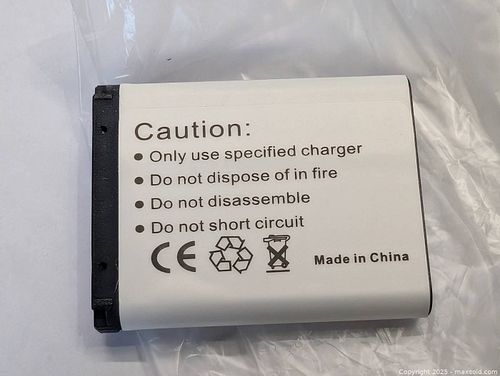 Caution:
● Only use specified charger
● Do not dispose of in fire
● Do not disassemble
● Do not short circuit
CE
Made in China
Copyright 2025 - maxsold.com